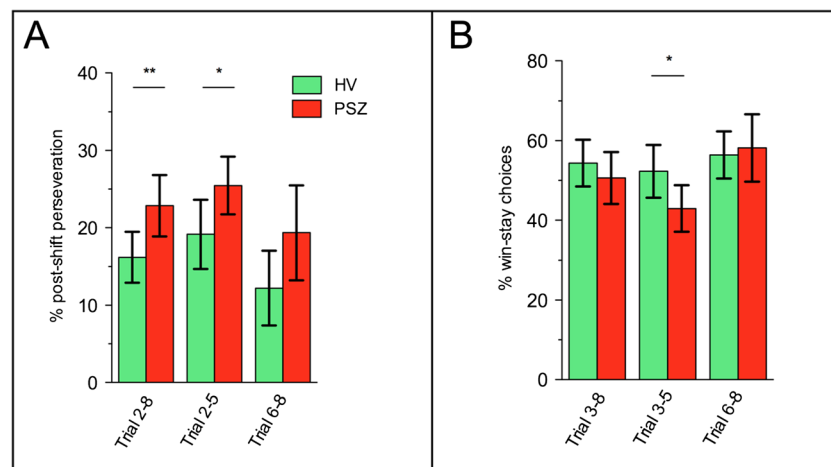 A
% post-shift perseveration
40
30
20
10
0
**
*
HV
PSZ
Trial 2-8
Trial 2-5
Trial 6-8
B
% win-stay choices
80
60
40
20
0
*
Trial 3-8
Trial 3-5
Trial 6-8